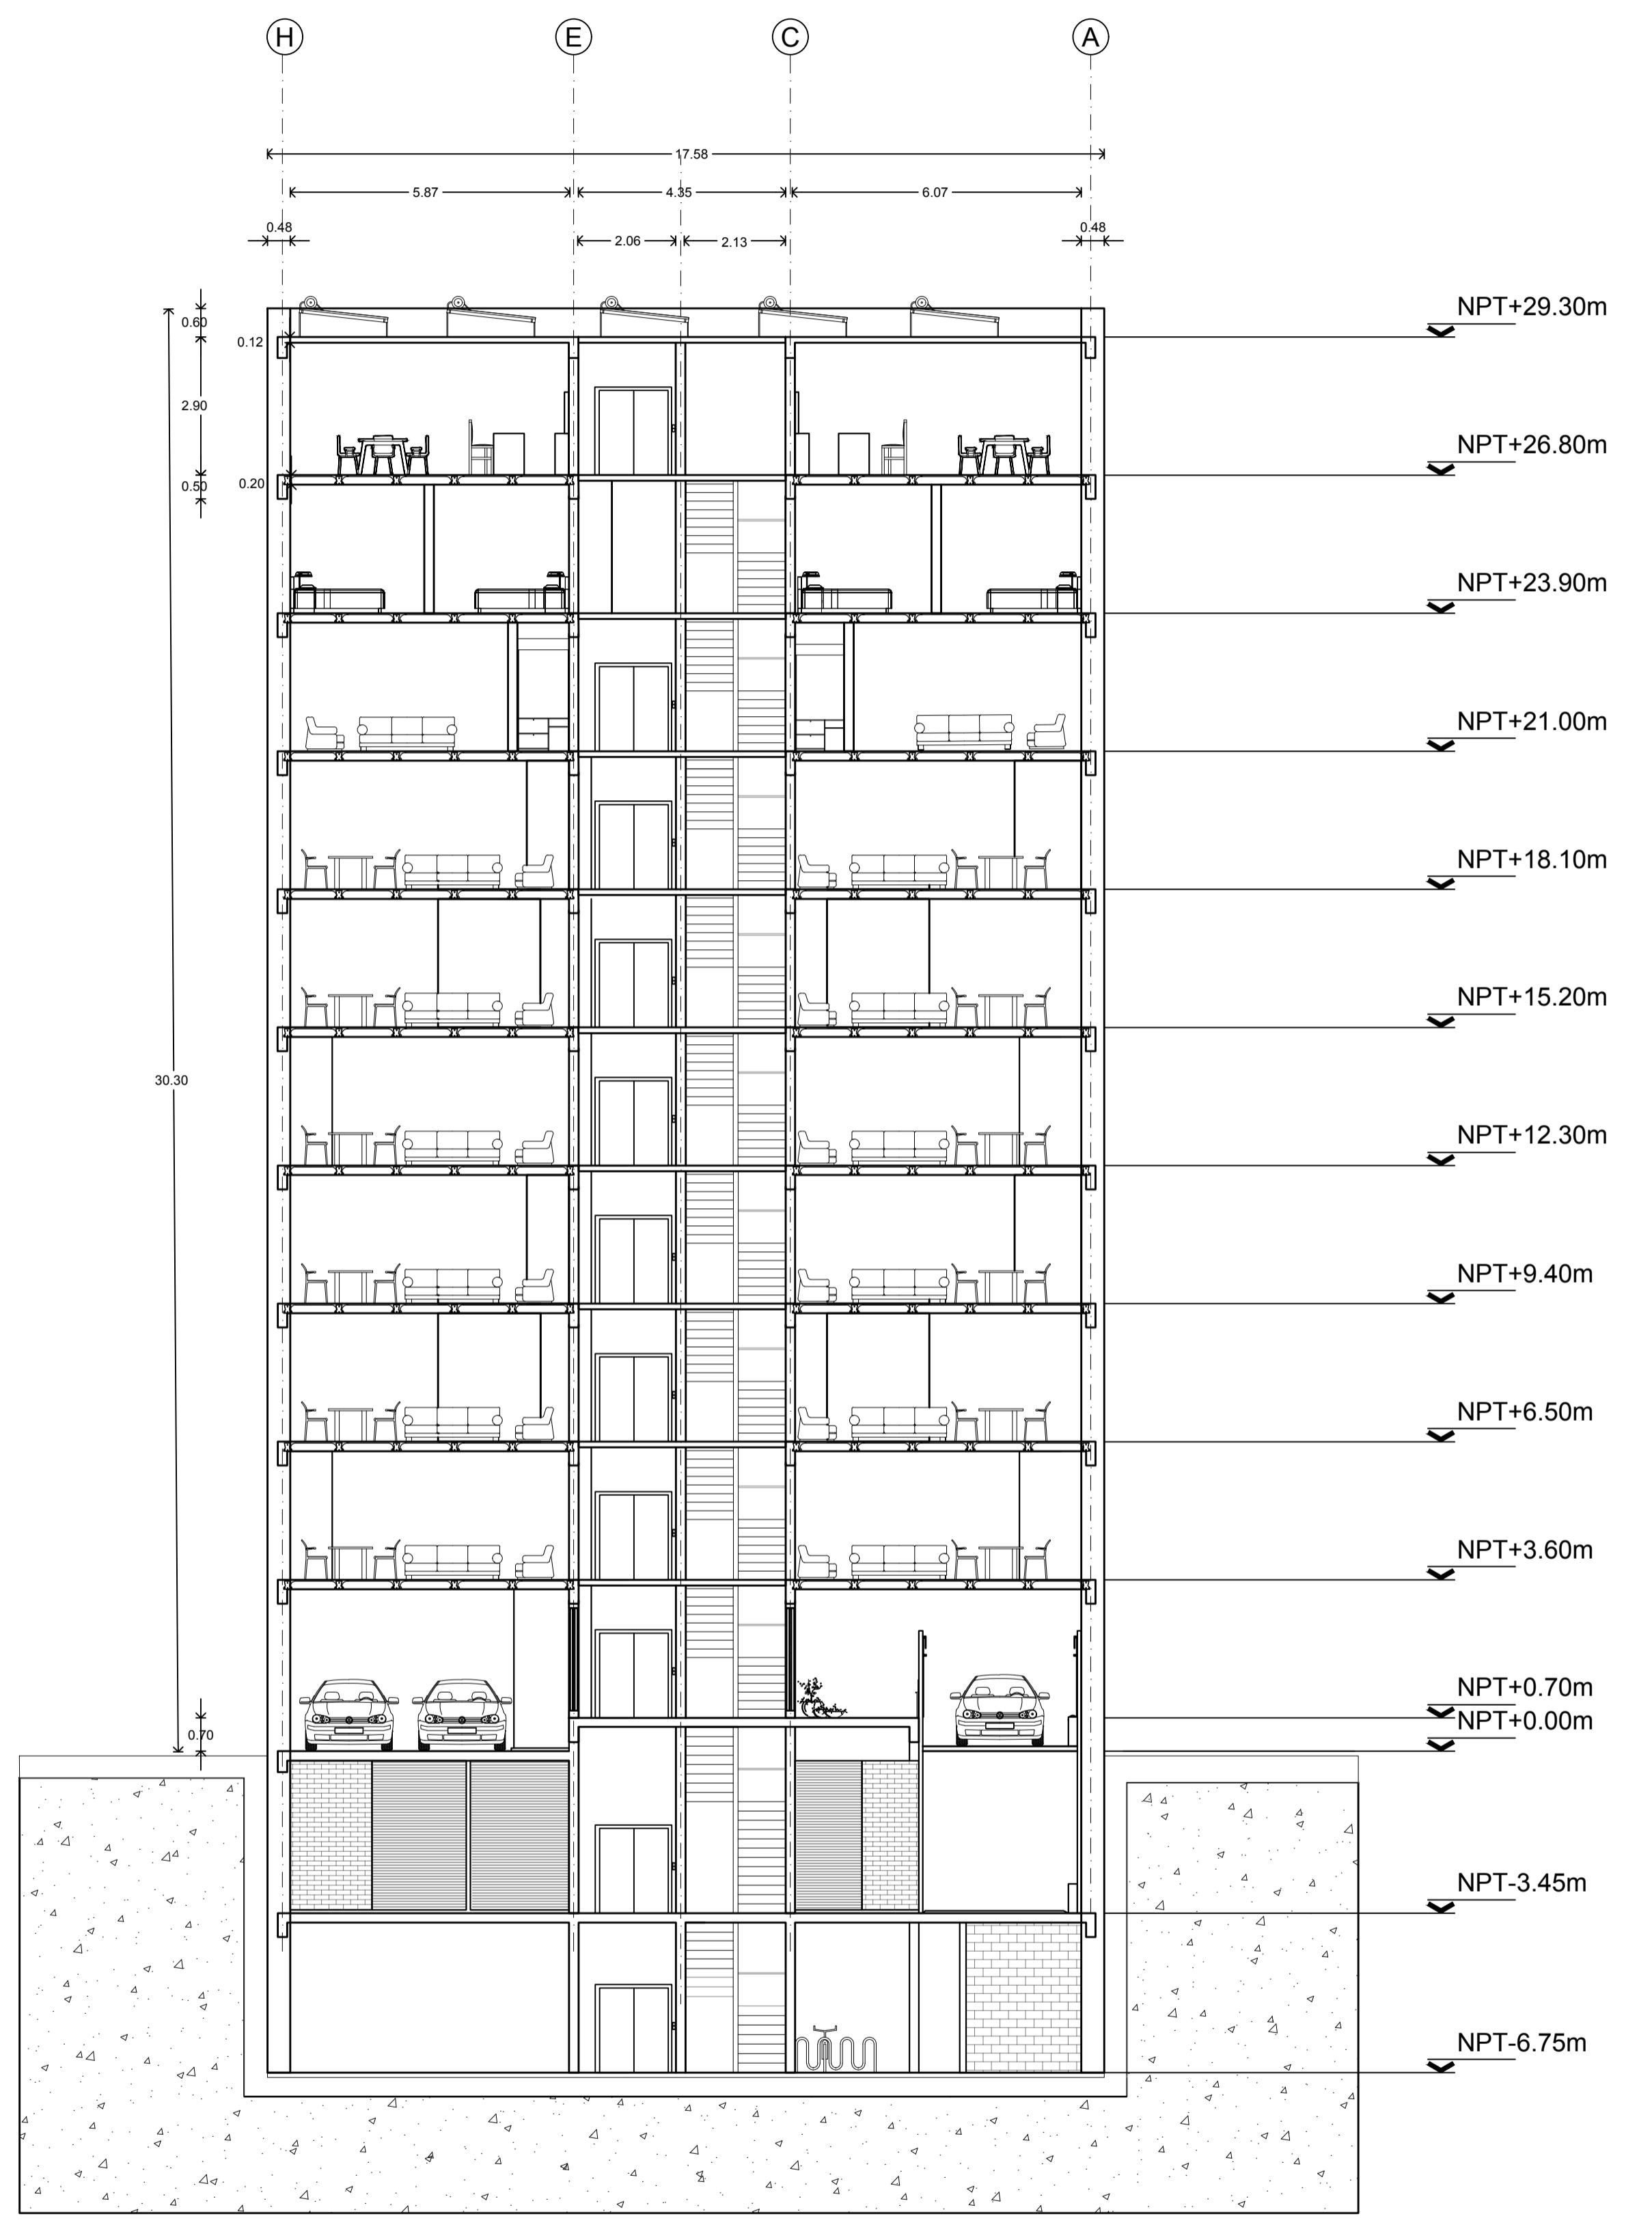 H E C A
17.58
5.87 4.35 6.07
0.48 2.06 2.13 0.48
NPT+29.30m
0.60
0.12
2.90
NPT+26.80m
0.50 0.20
NPT+23.90m
NPT+21.00m
NPT+18.10m
NPT+15.20m
30.30
NPT+12.30m
NPT+9.40m
NPT+6.50m
NPT+3.60m
NPT+0.70m
0.70
NPT+0.00m
NPT-3.45m
NPT-6.75m